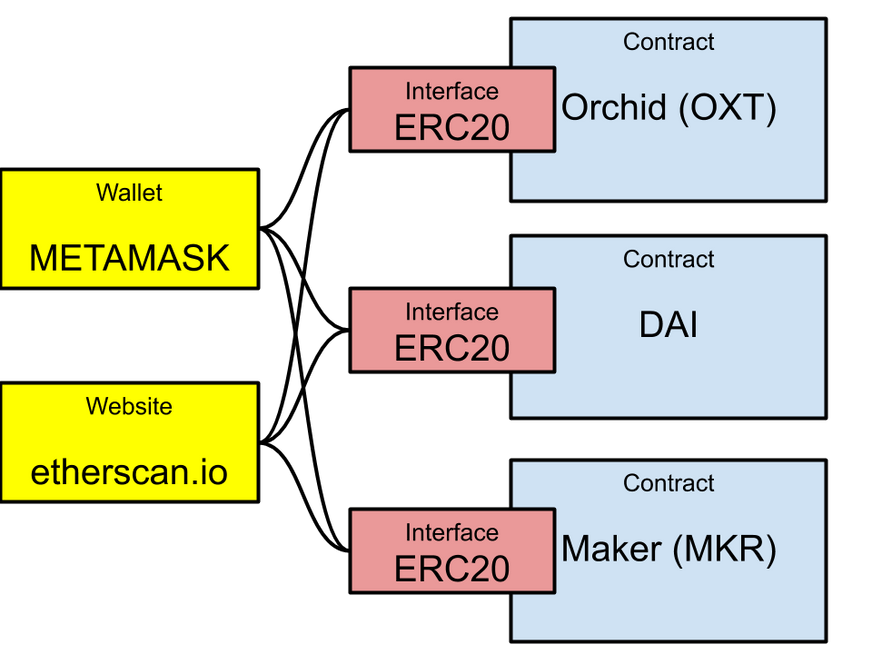 Wallet
METAMASK
Website
etherscan.io
Interface
ERC20
Contract
Orchid (OXT)
Interface
ERC20
Contract
DAI
Interface
ERC20
Contract
Maker (MKR)